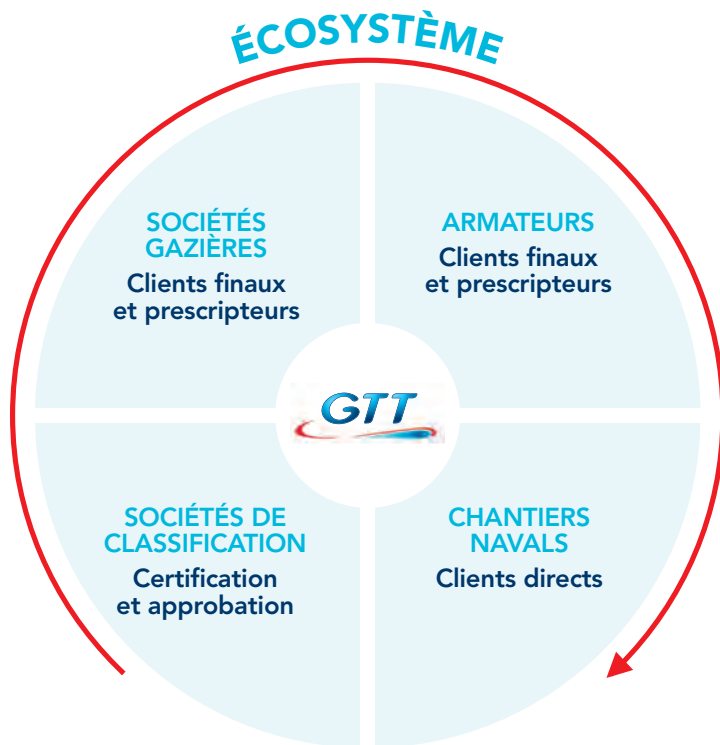 ÉCOSYSTÈME
SOCIÉTÉS
GAZIÈRES
Clients finaux
et prescripteurs
ARMATEURS
Clients finaux
et prescripteurs
GTT
SOCIÉTÉS DE
CLASSIFICATION
Certification
et approbation
CHANTIERS
NAVALS
Clients directs